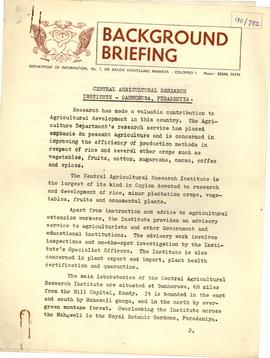 90/782
BACKGROUND
BRIEFING
DEPARTMENT OF INFORMATION, No. 7, SIR BARON JAYATILLAKE MAWATHA - COLOMBO 1.
Phone:
CENTRAL AGRICULTURAL RESEARCH
INSTITUTE - GANNORUWA, PERADENIYA.
Research has made a valuable contribution to
Agricultural development in this country. The Agri-
culture Department's research service has placed
emphasis on peasant agriculture and is concerned in
improving the efficiency of production methods in
respect of rice and several other crops such as
vegetables, fruits, cotton, sugarcane, cacao, coffee
and spices.
The Central Agricultural Research Institute is
the largest of its kind in Ceylon devoted to research
and development of rice, minor plantation crops, vege-
tables, fruits and ornamental plants.
Apart from instruction and advice to agricultural
extension workers, the Institute provides an advisory
service to agriculturists and other Government and
educational institutions. The advisory work involves
inspections and on-the-spot investigation by the Insti-
tute's Specialist Officers. The Institute is also
concerned in plant export and import, plant health
certification and quarantine.
The main laboratories of the Central Agricultural
Research Institute are situated at Gannoruwa, 68 miles
from the Hill Capital, Kandy. It is bounded in the east
and south by Mahaweli ganga, and in the north by ever-
green montane forest. Overlooking the Institute across
the Mahaweli is the Royal Botanic Gardens, Peradeniya.
2.